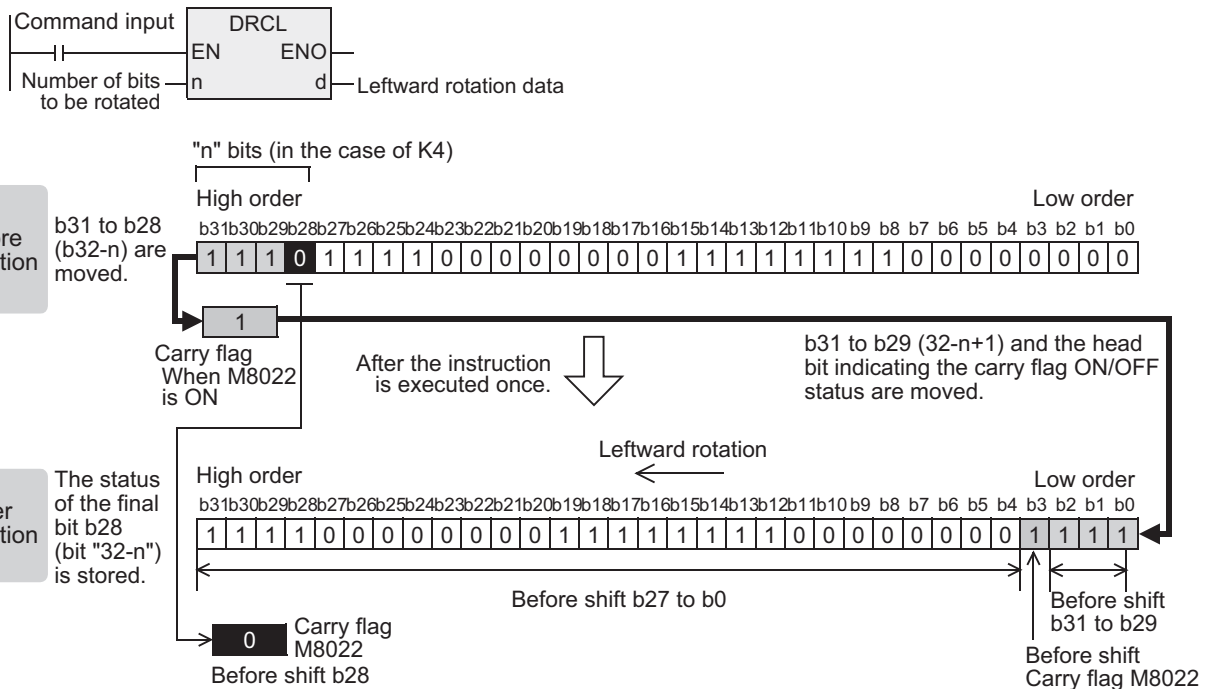 Command input
DRCL
EN ENO
Number of bits to be rotated
n d
Leftward rotation data
"n" bits (in the case of K4)
High order Low order
re
tion
b31 to b28
(b32-n) are
moved.
b31b30b29b28b27b26b25b24b23b22b21b20b19b18b17b16b15b14b13b12b11b10 b9 b8 b7 b6 b5 b4 b3 b2 b1 b0
1 1 1 0 1 1 1 1 0 0 0 0 0 0 0 0 1 1 1 1 1 1 1 1 0 0 0 0 0 0 0 0
1
Carry flag
When M8022
is ON
After the instruction
is executed once.
b31 to b29 (32-n+1) and the head
bit indicating the carry flag ON/OFF
status are moved.
Leftward rotation
er
tion
The status
of the final
bit b28
(bit "32-n")
is stored.
High order Low order
b31b30b29b28b27b26b25b24b23b22b21b20b19b18b17b16b15b14b13b12b11b10 b9 b8 b7 b6 b5 b4 b3 b2 b1 b0
1 1 1 1 0 0 0 0 0 0 0 0 1 1 1 1 1 1 1 1 0 0 0 0 0 0 0 0 1 1 1 1
Before shift b27 to b0
Before shift
b31 to b29
0
Carry flag
M8022
Before shift b28
Before shift
Carry flag M8022